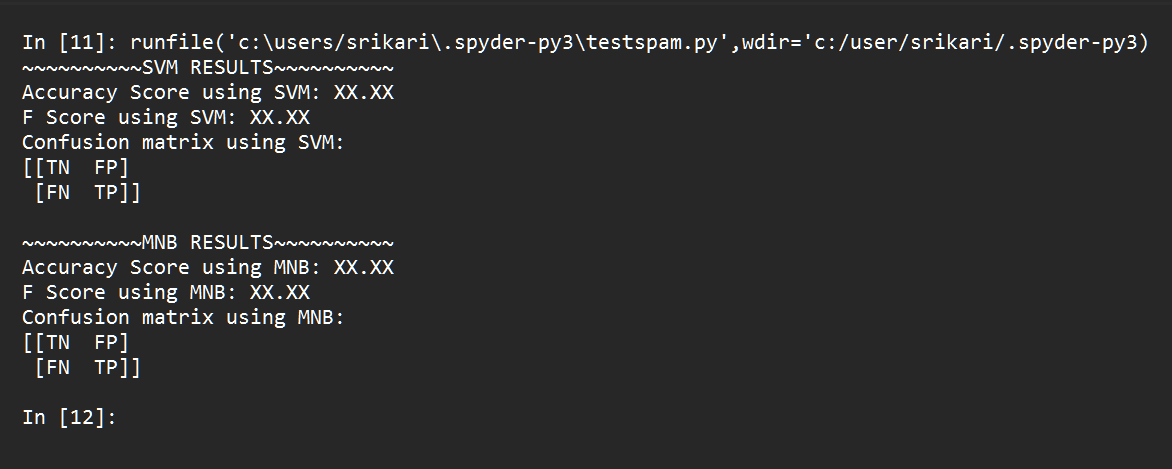 In [11]: runfile('c:\users/srikari\.spyder-py3\testspam.py',wdir='c:/user/srikari/.spyder-py3)
~~~~~~~~~~SVM RESULTS~~~~~~~~~~
Accuracy Score using SVM: XX.XX
F Score using SVM: XX.XX
Confusion matrix using SVM:
[[TN  FP]
 [FN  TP]]
~~~~~~~~~~MNB RESULTS~~~~~~~~~~
Accuracy Score using MNB: XX.XX
F Score using MNB: XX.XX
Confusion matrix using MNB:
[[TN  FP]
 [FN  TP]]
In [12]: